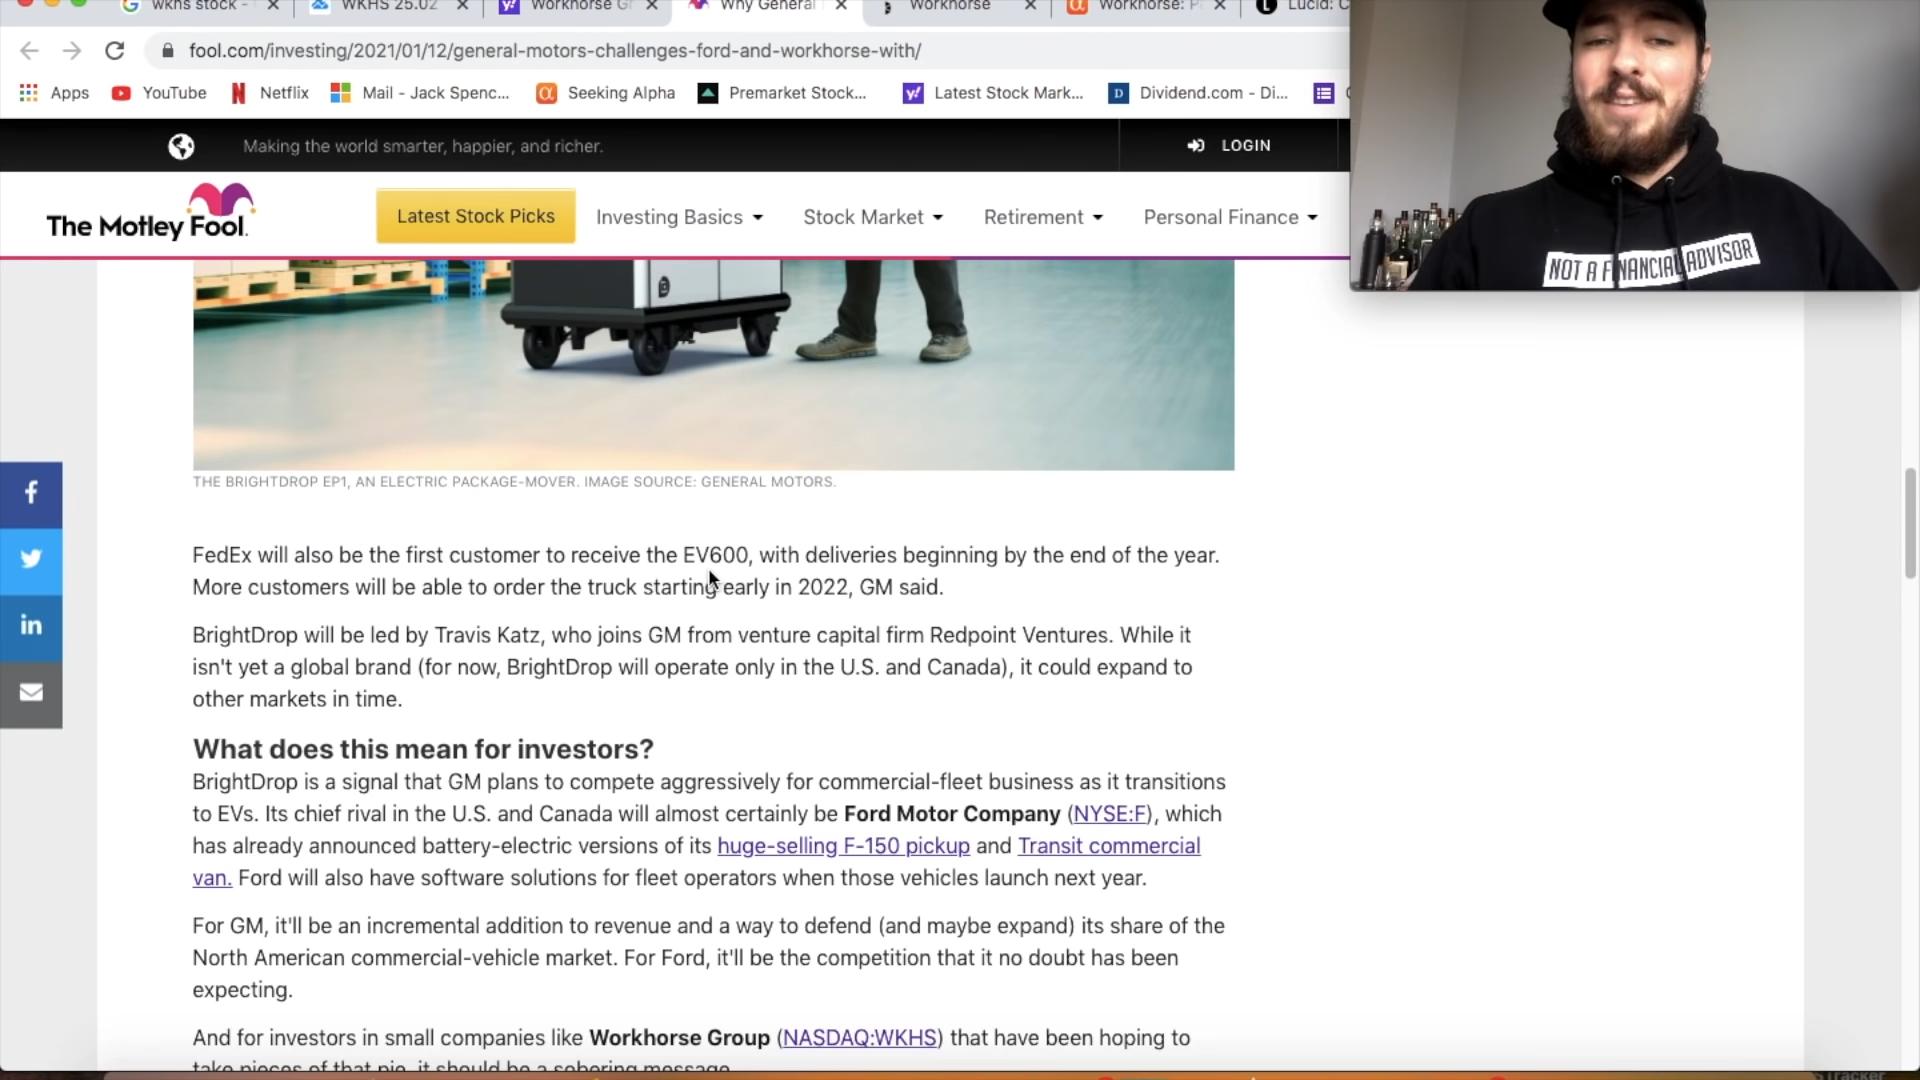 wkhs stock -
WKHS 25.02
Workhorse Gr
Why General
Workhorse
Workhorse: P
Lucid: C
fool.com/investing/2021/01/12/general-motors-challenges-ford-and-workhorse-with/
Apps
YouTube
Netflix
Mail - Jack Spenc...
Seeking Alpha
Premarket Stock...
Latest Stock Mark...
Dividend.com - Di...
Making the world smarter, happier, and richer.
LOGIN
The Motley Fool.
Latest Stock Picks
Investing Basics
Stock Market
Retirement
Personal Finance
NOT A FINANCIAL ADVISOR
THE BRIGHTDROP EP1, AN ELECTRIC PACKAGE-MOVER. IMAGE SOURCE: GENERAL MOTORS.
FedEx will also be the first customer to receive the EV600, with deliveries beginning by the end of the year.
More customers will be able to order the truck starting early in 2022, GM said.
BrightDrop will be led by Travis Katz, who joins GM from venture capital firm Redpoint Ventures. While it
isn't yet a global brand (for now, BrightDrop will operate only in the U.S. and Canada), it could expand to
other markets in time.
What does this mean for investors?
BrightDrop is a signal that GM plans to compete aggressively for commercial-fleet business as it transitions
to EVs. Its chief rival in the U.S. and Canada will almost certainly be Ford Motor Company (NYSE:F), which
has already announced battery-electric versions of its huge-selling F-150 pickup and Transit commercial
van. Ford will also have software solutions for fleet operators when those vehicles launch next year.
For GM, it'll be an incremental addition to revenue and a way to defend (and maybe expand) its share of the
North American commercial-vehicle market. For Ford, it'll be the competition that it no doubt has been
expecting.
And for investors in small companies like Workhorse Group (NASDAQ:WKHS) that have been hoping to
take pieces of that pie, it should be a sobering message.